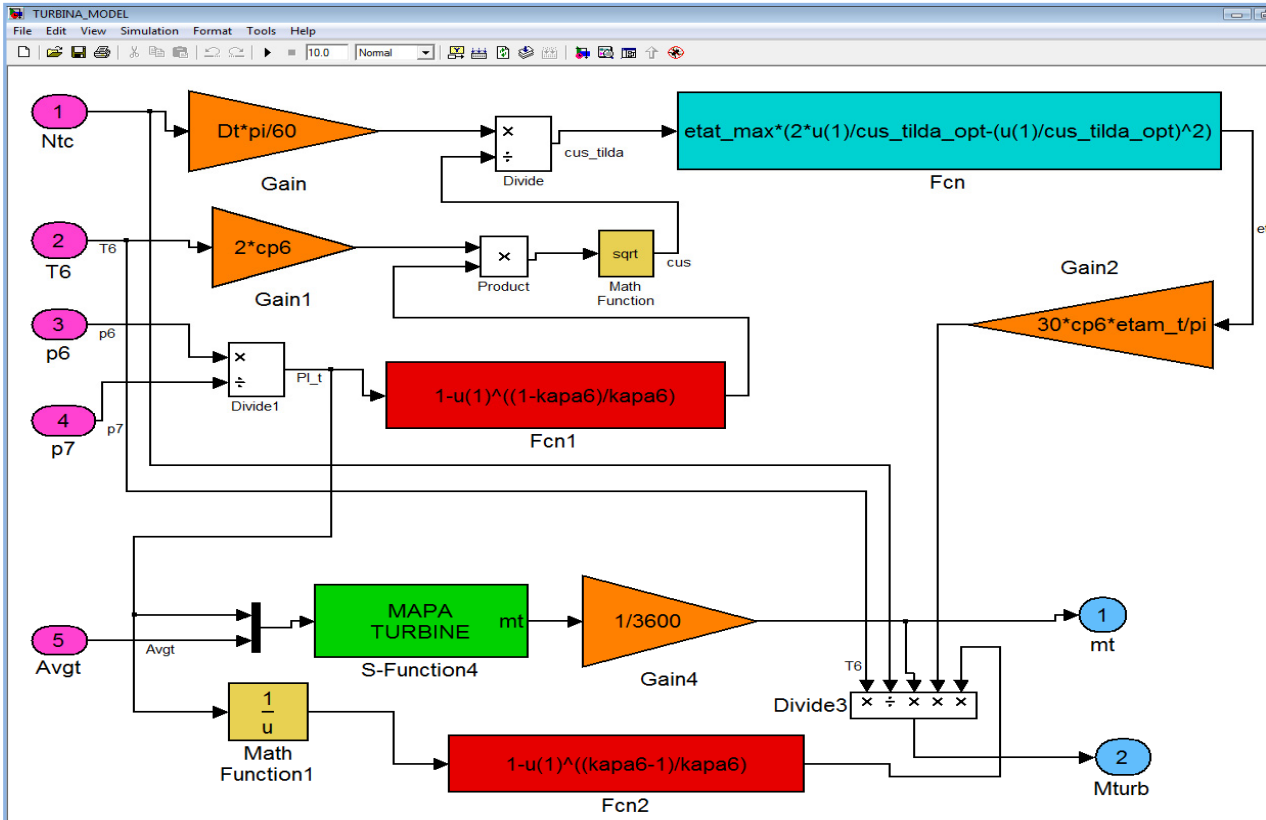 TURBINA_MODEL
File Edit View Simulation Format Tools Help
10.0 Normal
1
Ntc
Dt*pi/60
Gain
×
÷
Divide
cus_tilda
etat_max*(2*u(1)/cus_tilda_opt-(u(1)/cus_tilda_opt)^2)
Fcn
2
T6
T6
2*cp6
Gain1
×
Product
sqrt
Math
Function
cus
et
Gain2
30*cp6*etam_t/pi
3
p6
p6
4
p7
p7
×
÷
Divide1
PI_t
1-u(1)^((1-kapa6)/kapa6)
Fcn1
5
Avgt
Avgt
MAPA
TURBINE
mt
S-Function4
1/3600
Gain4
1
mt
T6
× ÷ × × ×
Divide3
1
u
Math
Function1
1-u(1)^((kapa6-1)/kapa6)
Fcn2
2
Mturb